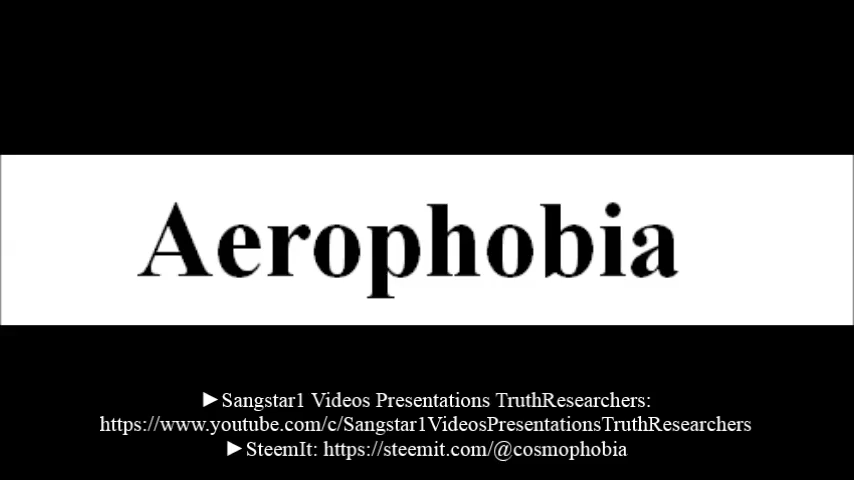 Aerophobia
►Sangstar1 Videos Presentations TruthResearchers:
https://www.youtube.com/c/Sangstar1VideosPresentationsTruthResearchers
►SteemIt: https://steemit.com/@cosmophobia